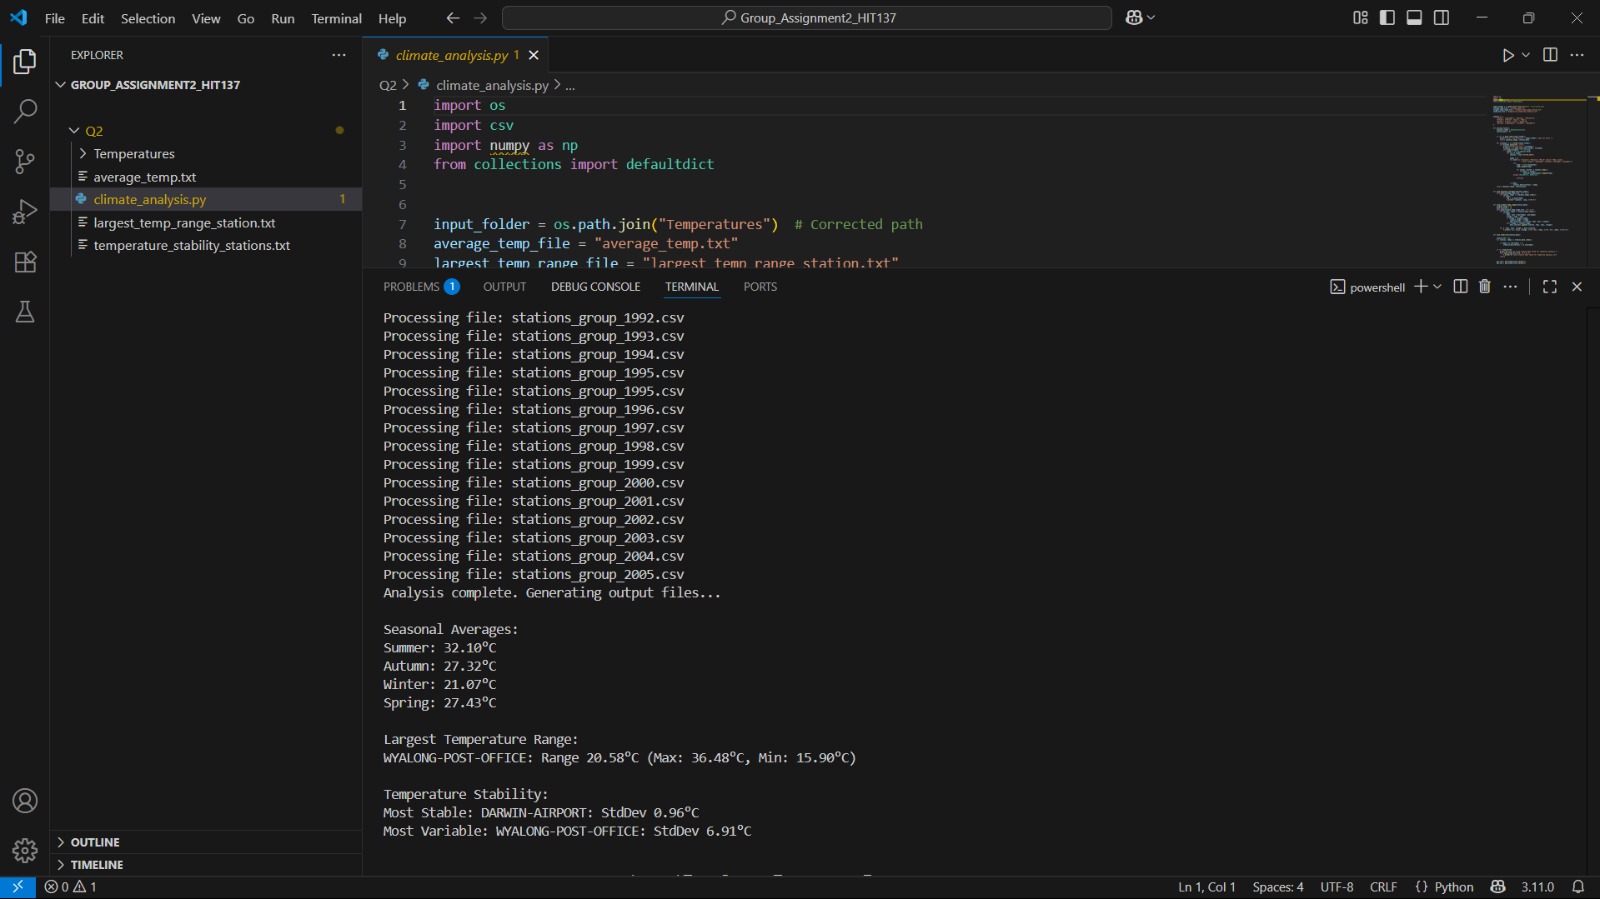 File Edit Selection View Go Run Terminal Help
Group_Assignment2_HIT137
EXPLORER
GROUP_ASSIGNMENT2_HIT137
Q2
Temperatures
average_temp.txt
climate_analysis.py 1
largest_temp_range_station.txt
temperature_stability_stations.txt
OUTLINE
TIMELINE
climate_analysis.py 1
Q2 > climate_analysis.py > ...
1 import os
2 import csv
3 import numpy as np
4 from collections import defaultdict
5
6
7 input_folder = os.path.join("Temperatures")  # Corrected path
8 average_temp_file = "average_temp.txt"
9 largest_temp_range_file = "largest_temp_range_station.txt"
PROBLEMS 1 OUTPUT DEBUG CONSOLE TERMINAL PORTS
powershell
Processing file: stations_group_1992.csv
Processing file: stations_group_1993.csv
Processing file: stations_group_1994.csv
Processing file: stations_group_1995.csv
Processing file: stations_group_1995.csv
Processing file: stations_group_1996.csv
Processing file: stations_group_1997.csv
Processing file: stations_group_1998.csv
Processing file: stations_group_1999.csv
Processing file: stations_group_2000.csv
Processing file: stations_group_2001.csv
Processing file: stations_group_2002.csv
Processing file: stations_group_2003.csv
Processing file: stations_group_2004.csv
Processing file: stations_group_2005.csv
Analysis complete. Generating output files...
Seasonal Averages:
Summer: 32.10°C
Autumn: 27.32°C
Winter: 21.07°C
Spring: 27.43°C
Largest Temperature Range:
WYALONG-POST-OFFICE: Range 20.58°C (Max: 36.48°C, Min: 15.90°C)
Temperature Stability:
Most Stable: DARWIN-AIRPORT: StdDev 0.96°C
Most Variable: WYALONG-POST-OFFICE: StdDev 6.91°C
0 1
Ln 1, Col 1 Spaces: 4 UTF-8 CRLF {} Python 3.11.0